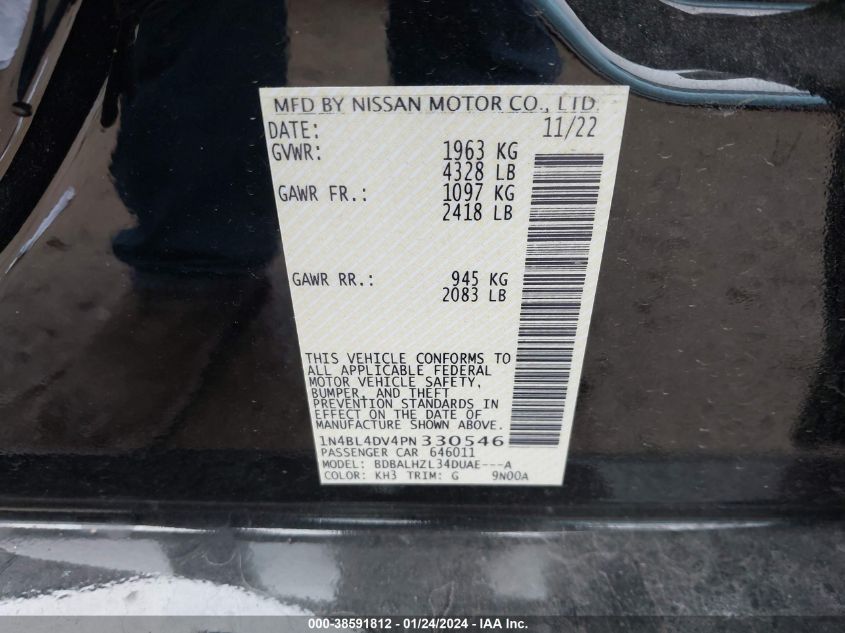 MFD BY NISSAN MOTOR CO., LTD.
DATE: 11/22
GVWR: 1963 KG
4328 LB
GAWR FR.: 1097 KG
2418 LB
GAWR RR.: 945 KG
2083 LB
THIS VEHICLE CONFORMS TO
ALL APPLICABLE FEDERAL
MOTOR VEHICLE SAFETY,
BUMPER, AND THEFT
PREVENTION STANDARDS IN
EFFECT ON THE DATE OF
MANUFACTURE SHOWN ABOVE.
1N4BL4DV4PN330546
PASSENGER CAR 646011
MODEL: BDBALHZL34DUAE---A
COLOR: KH3 TRIM: G 9N00A
000-38591812 - 01/24/2024 - IAA Inc.